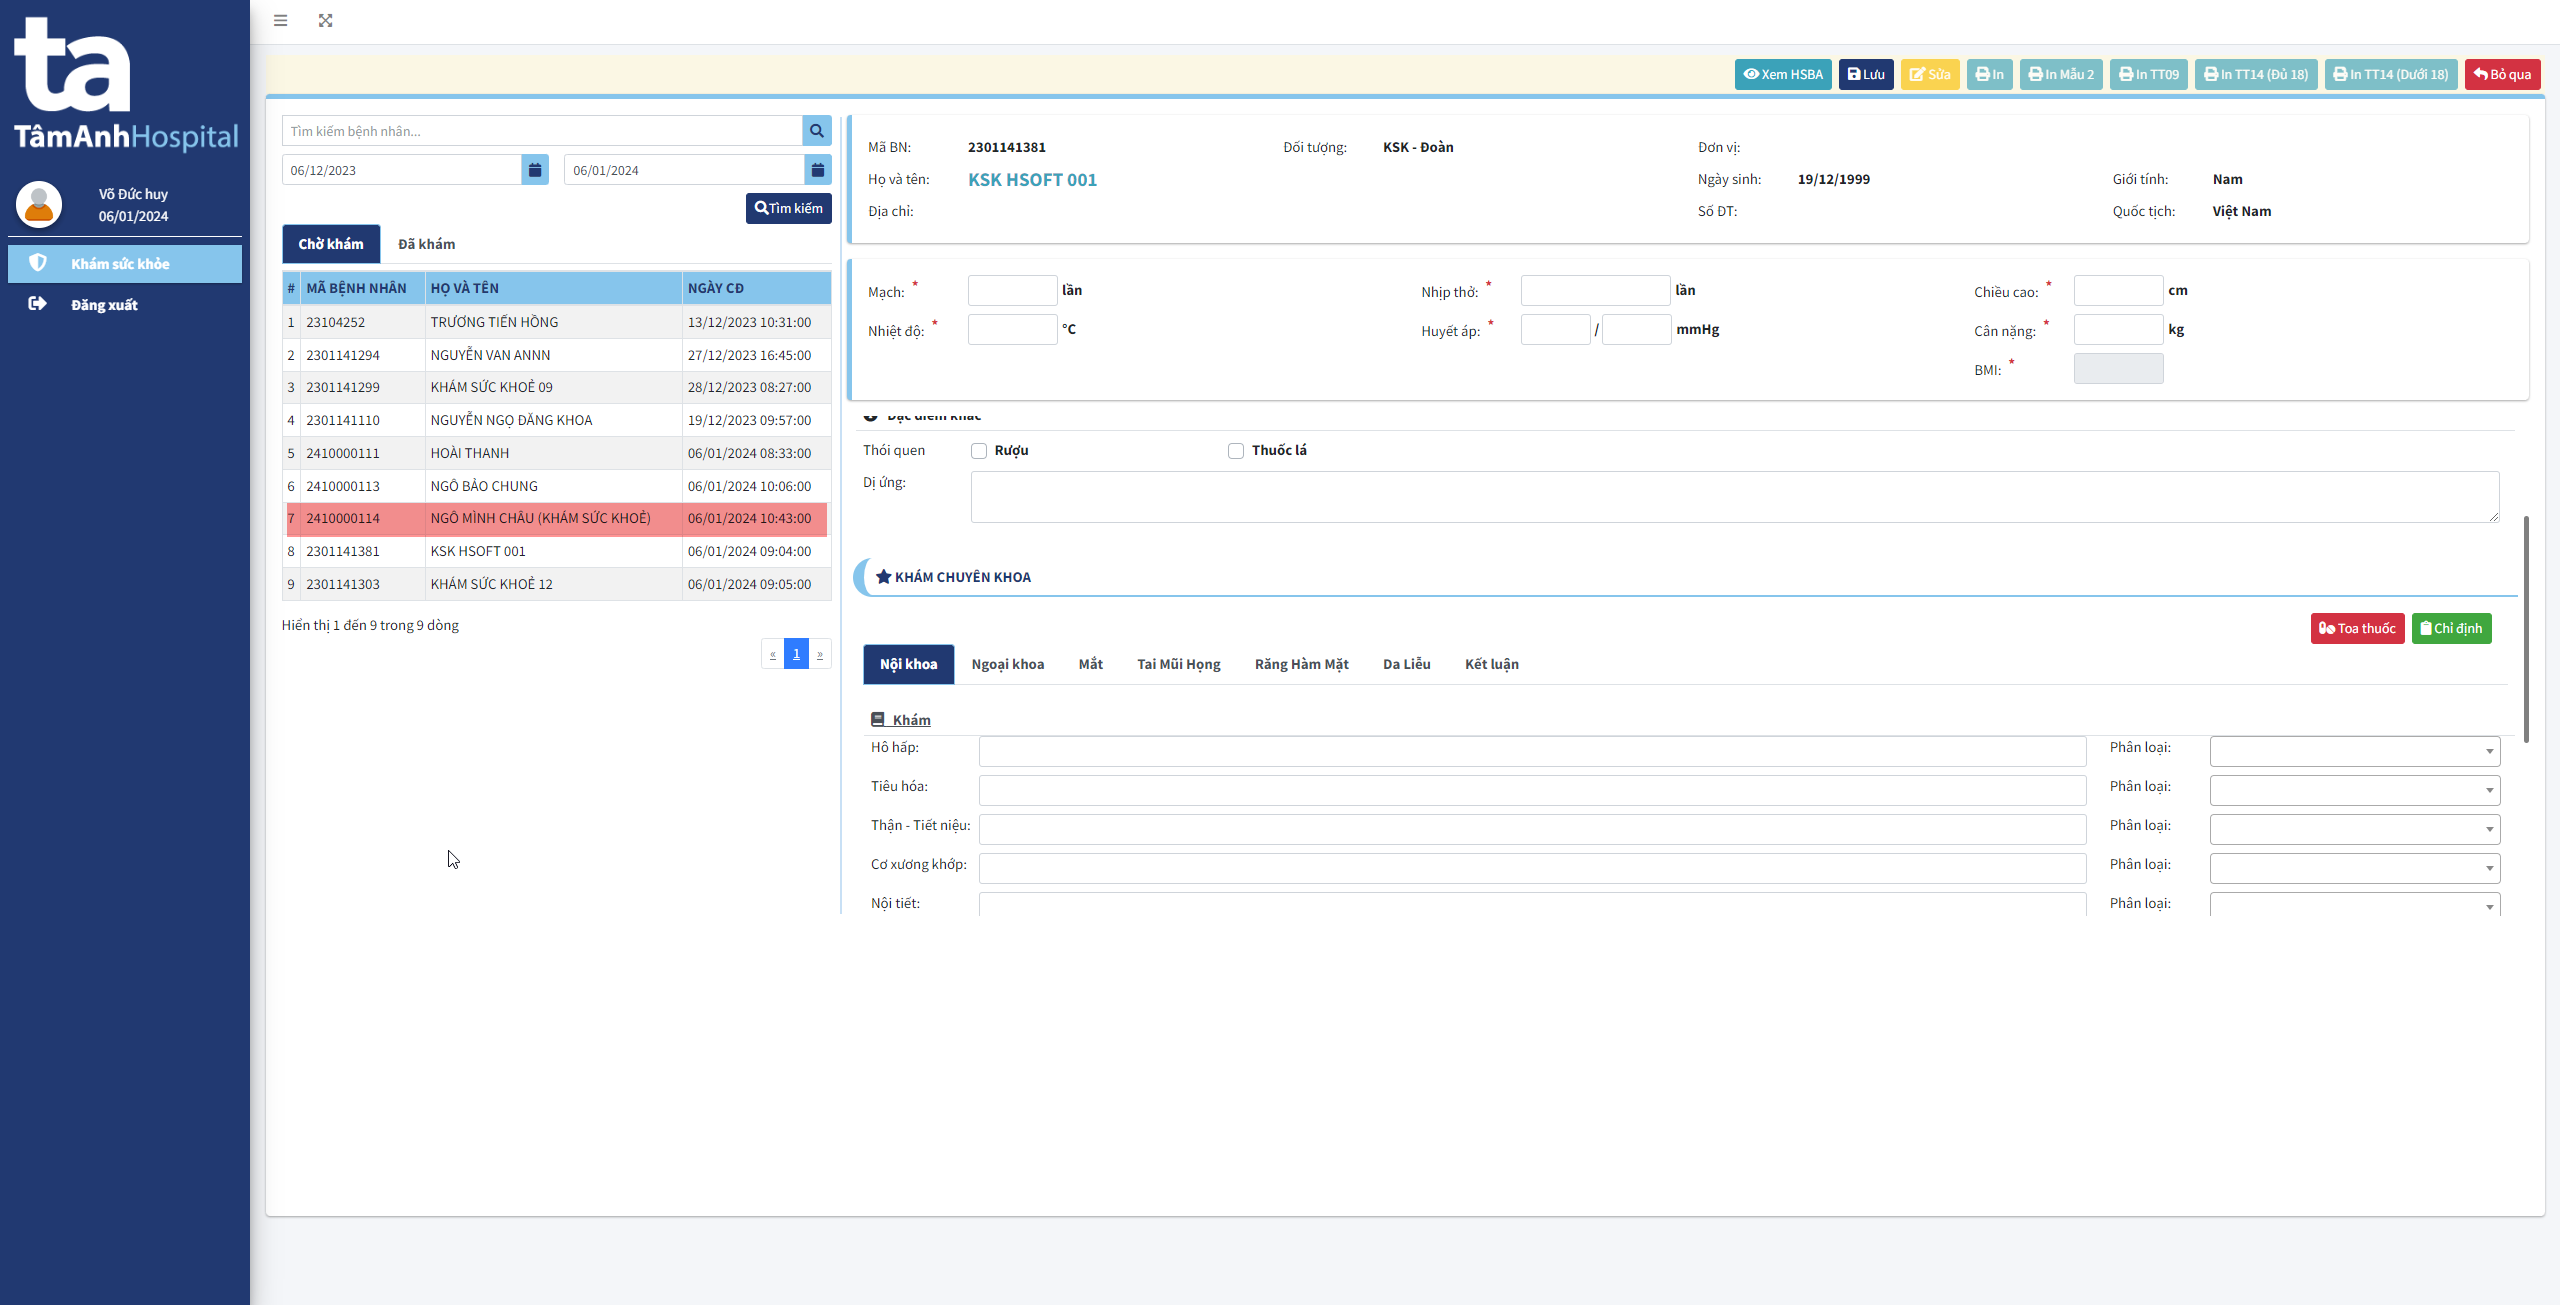 ta
TâmAnhHospital
Võ Đức huy
06/01/2024
Khám sức khỏe
Đăng xuất
Xem HSBA
Lưu
Sửa
In
In Mẫu 2
In TT09
In TT14 (Đủ 18)
In TT14 (Dưới 18)
Bỏ qua
Tìm kiếm bệnh nhân...
06/12/2023
06/01/2024
Tìm kiếm
Chờ khám
Đã khám
# MÃ BỆNH NHÂN HỌ VÀ TÊN NGÀY CĐ
1 23104252 TRƯƠNG TIẾN HỒNG 13/12/2023 10:31:00
2 2301141294 NGUYỄN VAN ANNN 27/12/2023 16:45:00
3 2301141299 KHÁM SỨC KHOẺ 09 28/12/2023 08:27:00
4 2301141110 NGUYỄN NGỌ ĐĂNG KHOA 19/12/2023 09:57:00
5 2410000111 HOÀI THANH 06/01/2024 08:33:00
6 2410000113 NGÔ BẢO CHUNG 06/01/2024 10:06:00
7 2410000114 NGÔ MÌNH CHÂU (KHÁM SỨC KHOẺ) 06/01/2024 10:43:00
8 2301141381 KSK HSOFT 001 06/01/2024 09:04:00
9 2301141303 KHÁM SỨC KHOẺ 12 06/01/2024 09:05:00
Hiển thị 1 đến 9 trong 9 dòng
« 1 »
Mã BN: 2301141381 Đối tượng: KSK - Đoàn Đơn vị:
Họ và tên: KSK HSOFT 001 Ngày sinh: 19/12/1999 Giới tính: Nam
Địa chỉ: Số ĐT: Quốc tịch: Việt Nam
Mạch: * lần Nhịp thở: * lần Chiều cao: * cm
Nhiệt độ: * °C Huyết áp: * / mmHg Cân nặng: * kg
BMI: *
Đặc điểm khác
Thói quen Rượu Thuốc lá
Dị ứng:
KHÁM CHUYÊN KHOA
Toa thuốc
Chỉ định
Nội khoa Ngoại khoa Mắt Tai Mũi Họng Răng Hàm Mặt Da Liễu Kết luận
Khám
Hô hấp: Phân loại:
Tiêu hóa: Phân loại:
Thận - Tiết niệu: Phân loại:
Cơ xương khớp: Phân loại:
Nội tiết: Phân loại: